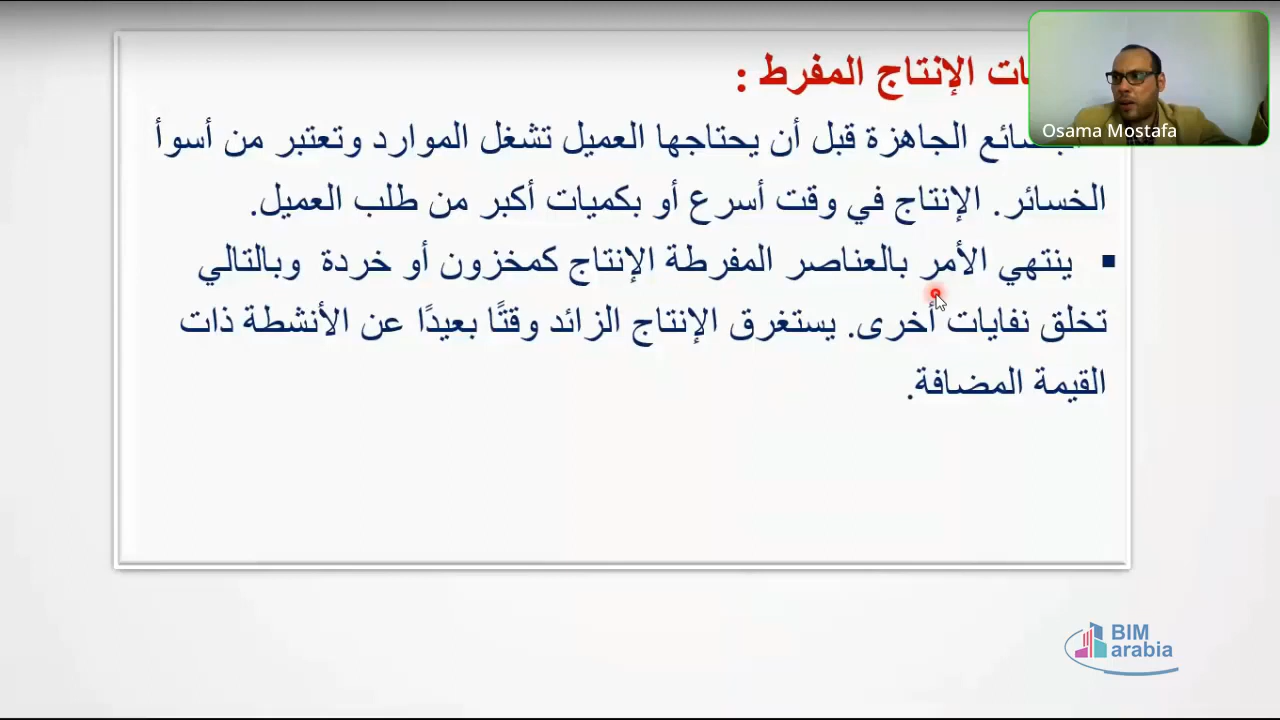 الإنتاج المفرط :
الجاهزة قبل أن يحتاجها العميل تشغل الموارد وتعتبر من أسوأ
الخسائر. الإنتاج في وقت أسرع أو بكميات أكبر من طلب العميل.
▪ ينتهي الأمر بالعناصر المفرطة الإنتاج كمخزون أو خردة وبالتالي
تخلق نفايات أخرى. يستغرق الإنتاج الزائد وقتًا بعيدًا عن الأنشطة ذات
القيمة المضافة.
Osama Mostafa
BIM
arabia